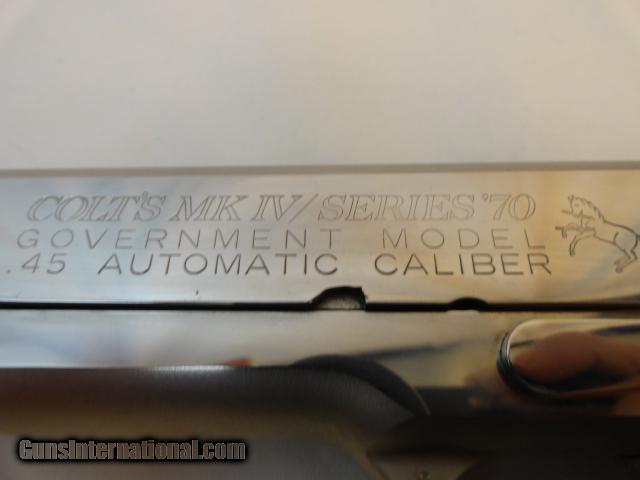 COLT'S MK IV/SERIES '70
GOVERNMENT MODEL
.45 AUTOMATIC CALIBER
GunsInternational.com